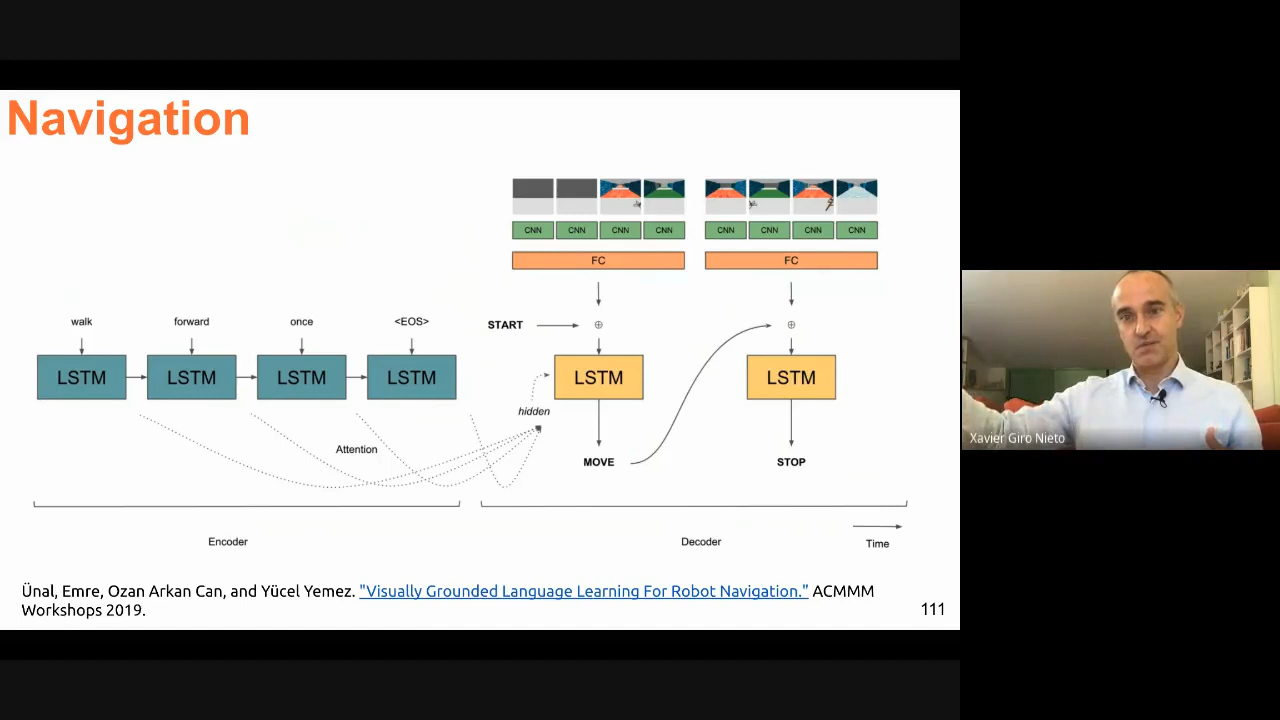 Navigation
CNN CNN CNN CNN CNN CNN CNN CNN
FC FC
walk forward once <EOS> START ⊕ ⊕
LSTM LSTM LSTM LSTM LSTM LSTM
hidden
Attention
MOVE STOP
Encoder Decoder Time
Ünal, Emre, Ozan Arkan Can, and Yücel Yemez. "Visually Grounded Language Learning For Robot Navigation." ACMMM
Workshops 2019.
111
Xavier Giro Nieto